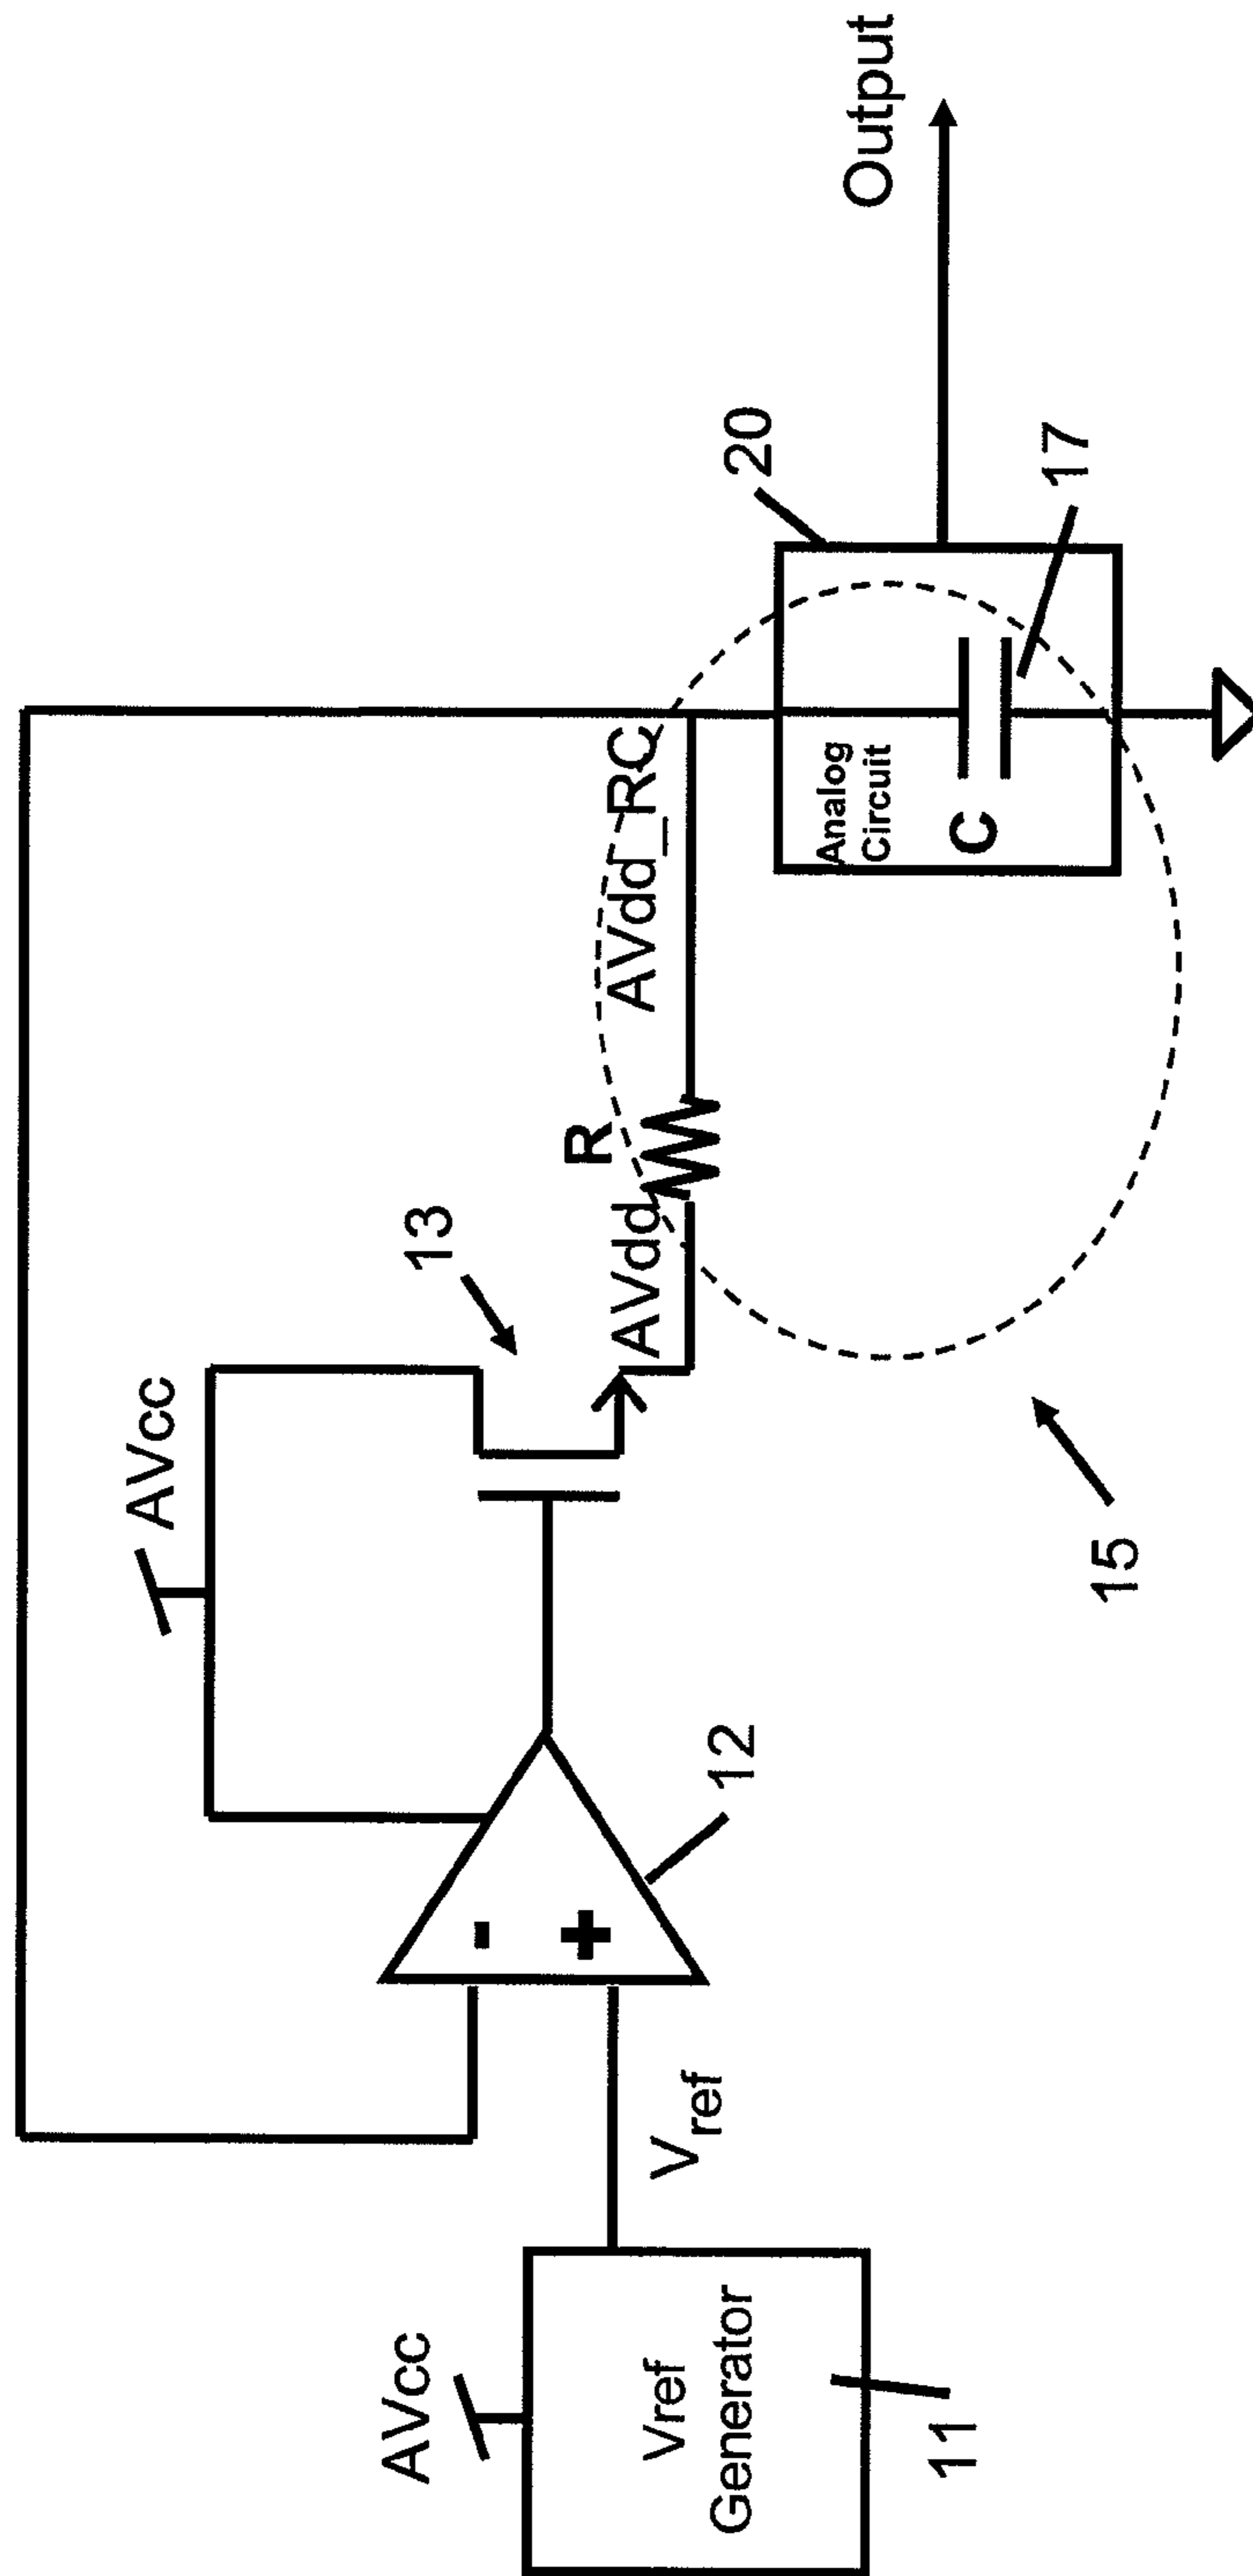 AVcc
Vref
Generator
11
Vref
-
+
12
AVcc
13
AVdd
R
AVdd_RC
15
Analog
Circuit
C
20
17
Output